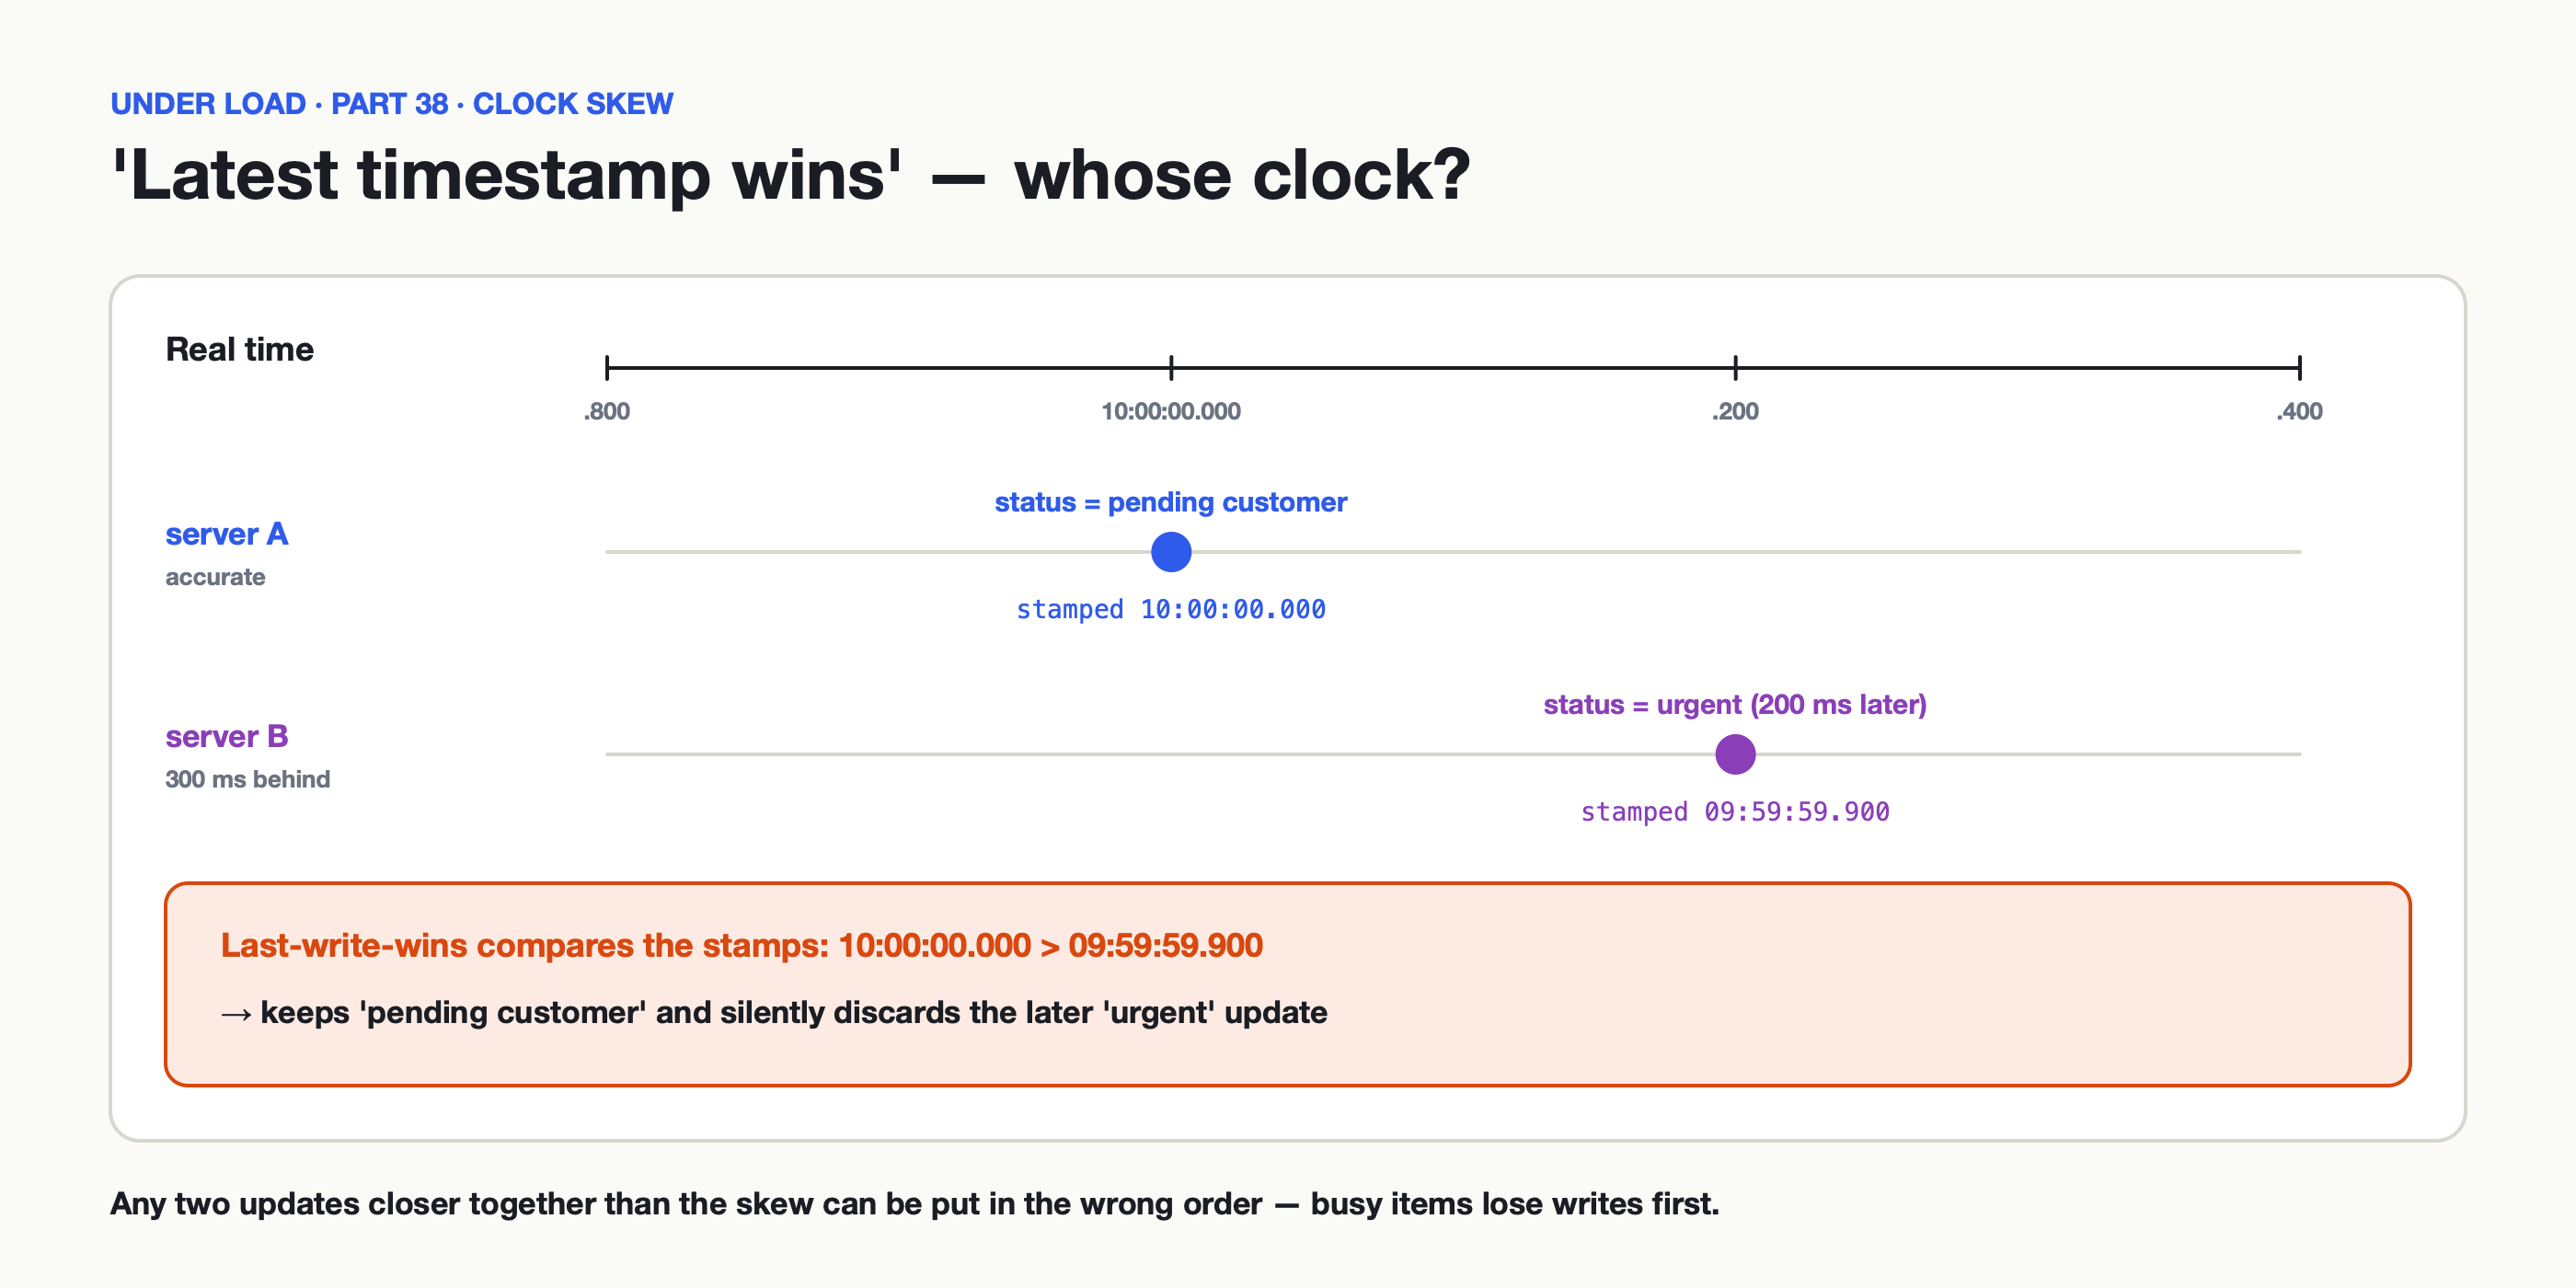 UNDER LOAD · PART 38 · CLOCK SKEW
'Latest timestamp wins' — whose clock?
Real time
.800
10:00:00.000
.200
.400
status = pending customer
server A
accurate
stamped 10:00:00.000
status = urgent (200 ms later)
server B
300 ms behind
stamped 09:59:59.900
Last-write-wins compares the stamps: 10:00:00.000 > 09:59:59.900
→ keeps 'pending customer' and silently discards the later 'urgent' update
Any two updates closer together than the skew can be put in the wrong order — busy items lose writes first.